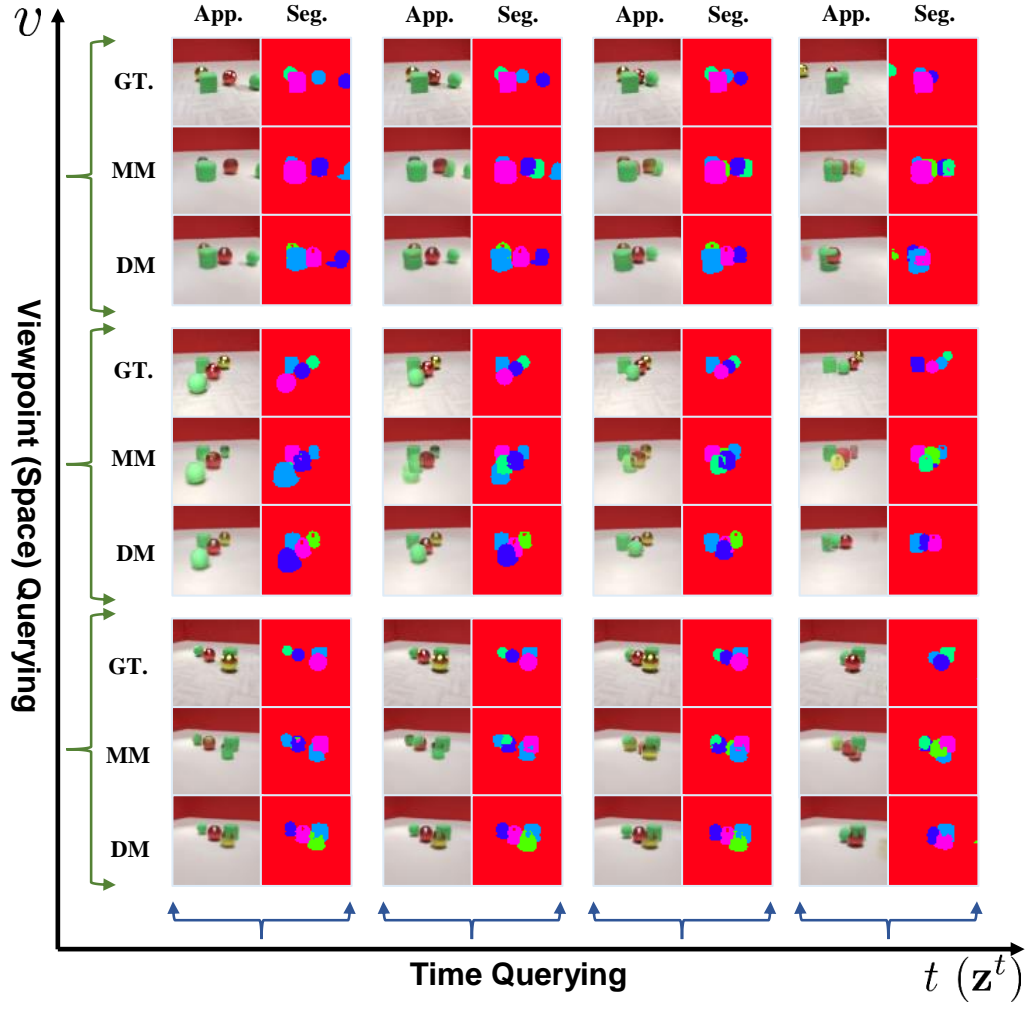 υ
App. Seg. App. Seg. App. Seg. App. Seg.
GT.
MM
DM
GT.
MM
DM
GT.
MM
DM
Viewpoint (Space) Querying
Time Querying
t (z^t)